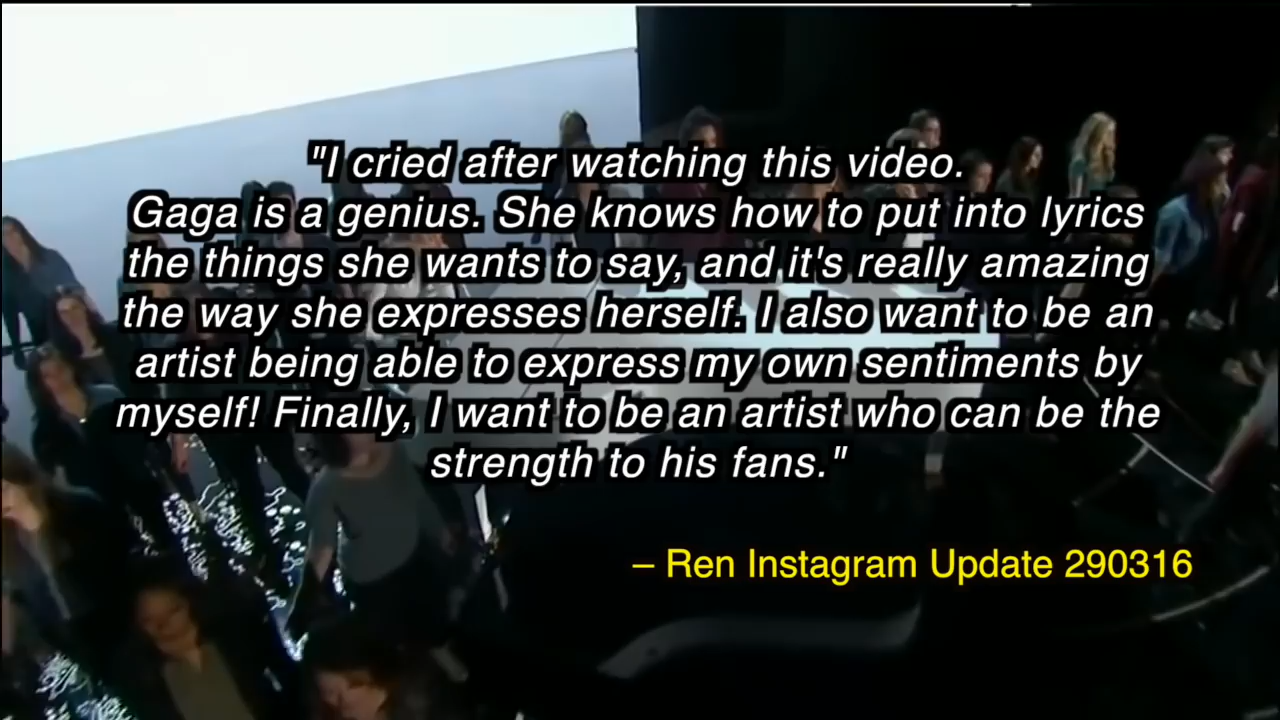 "I cried after watching this video.
Gaga is a genius. She knows how to put into lyrics
the things she wants to say, and it's really amazing
the way she expresses herself. I also want to be an
artist being able to express my own sentiments by
myself! Finally, I want to be an artist who can be the
strength to his fans."
– Ren Instagram Update 290316